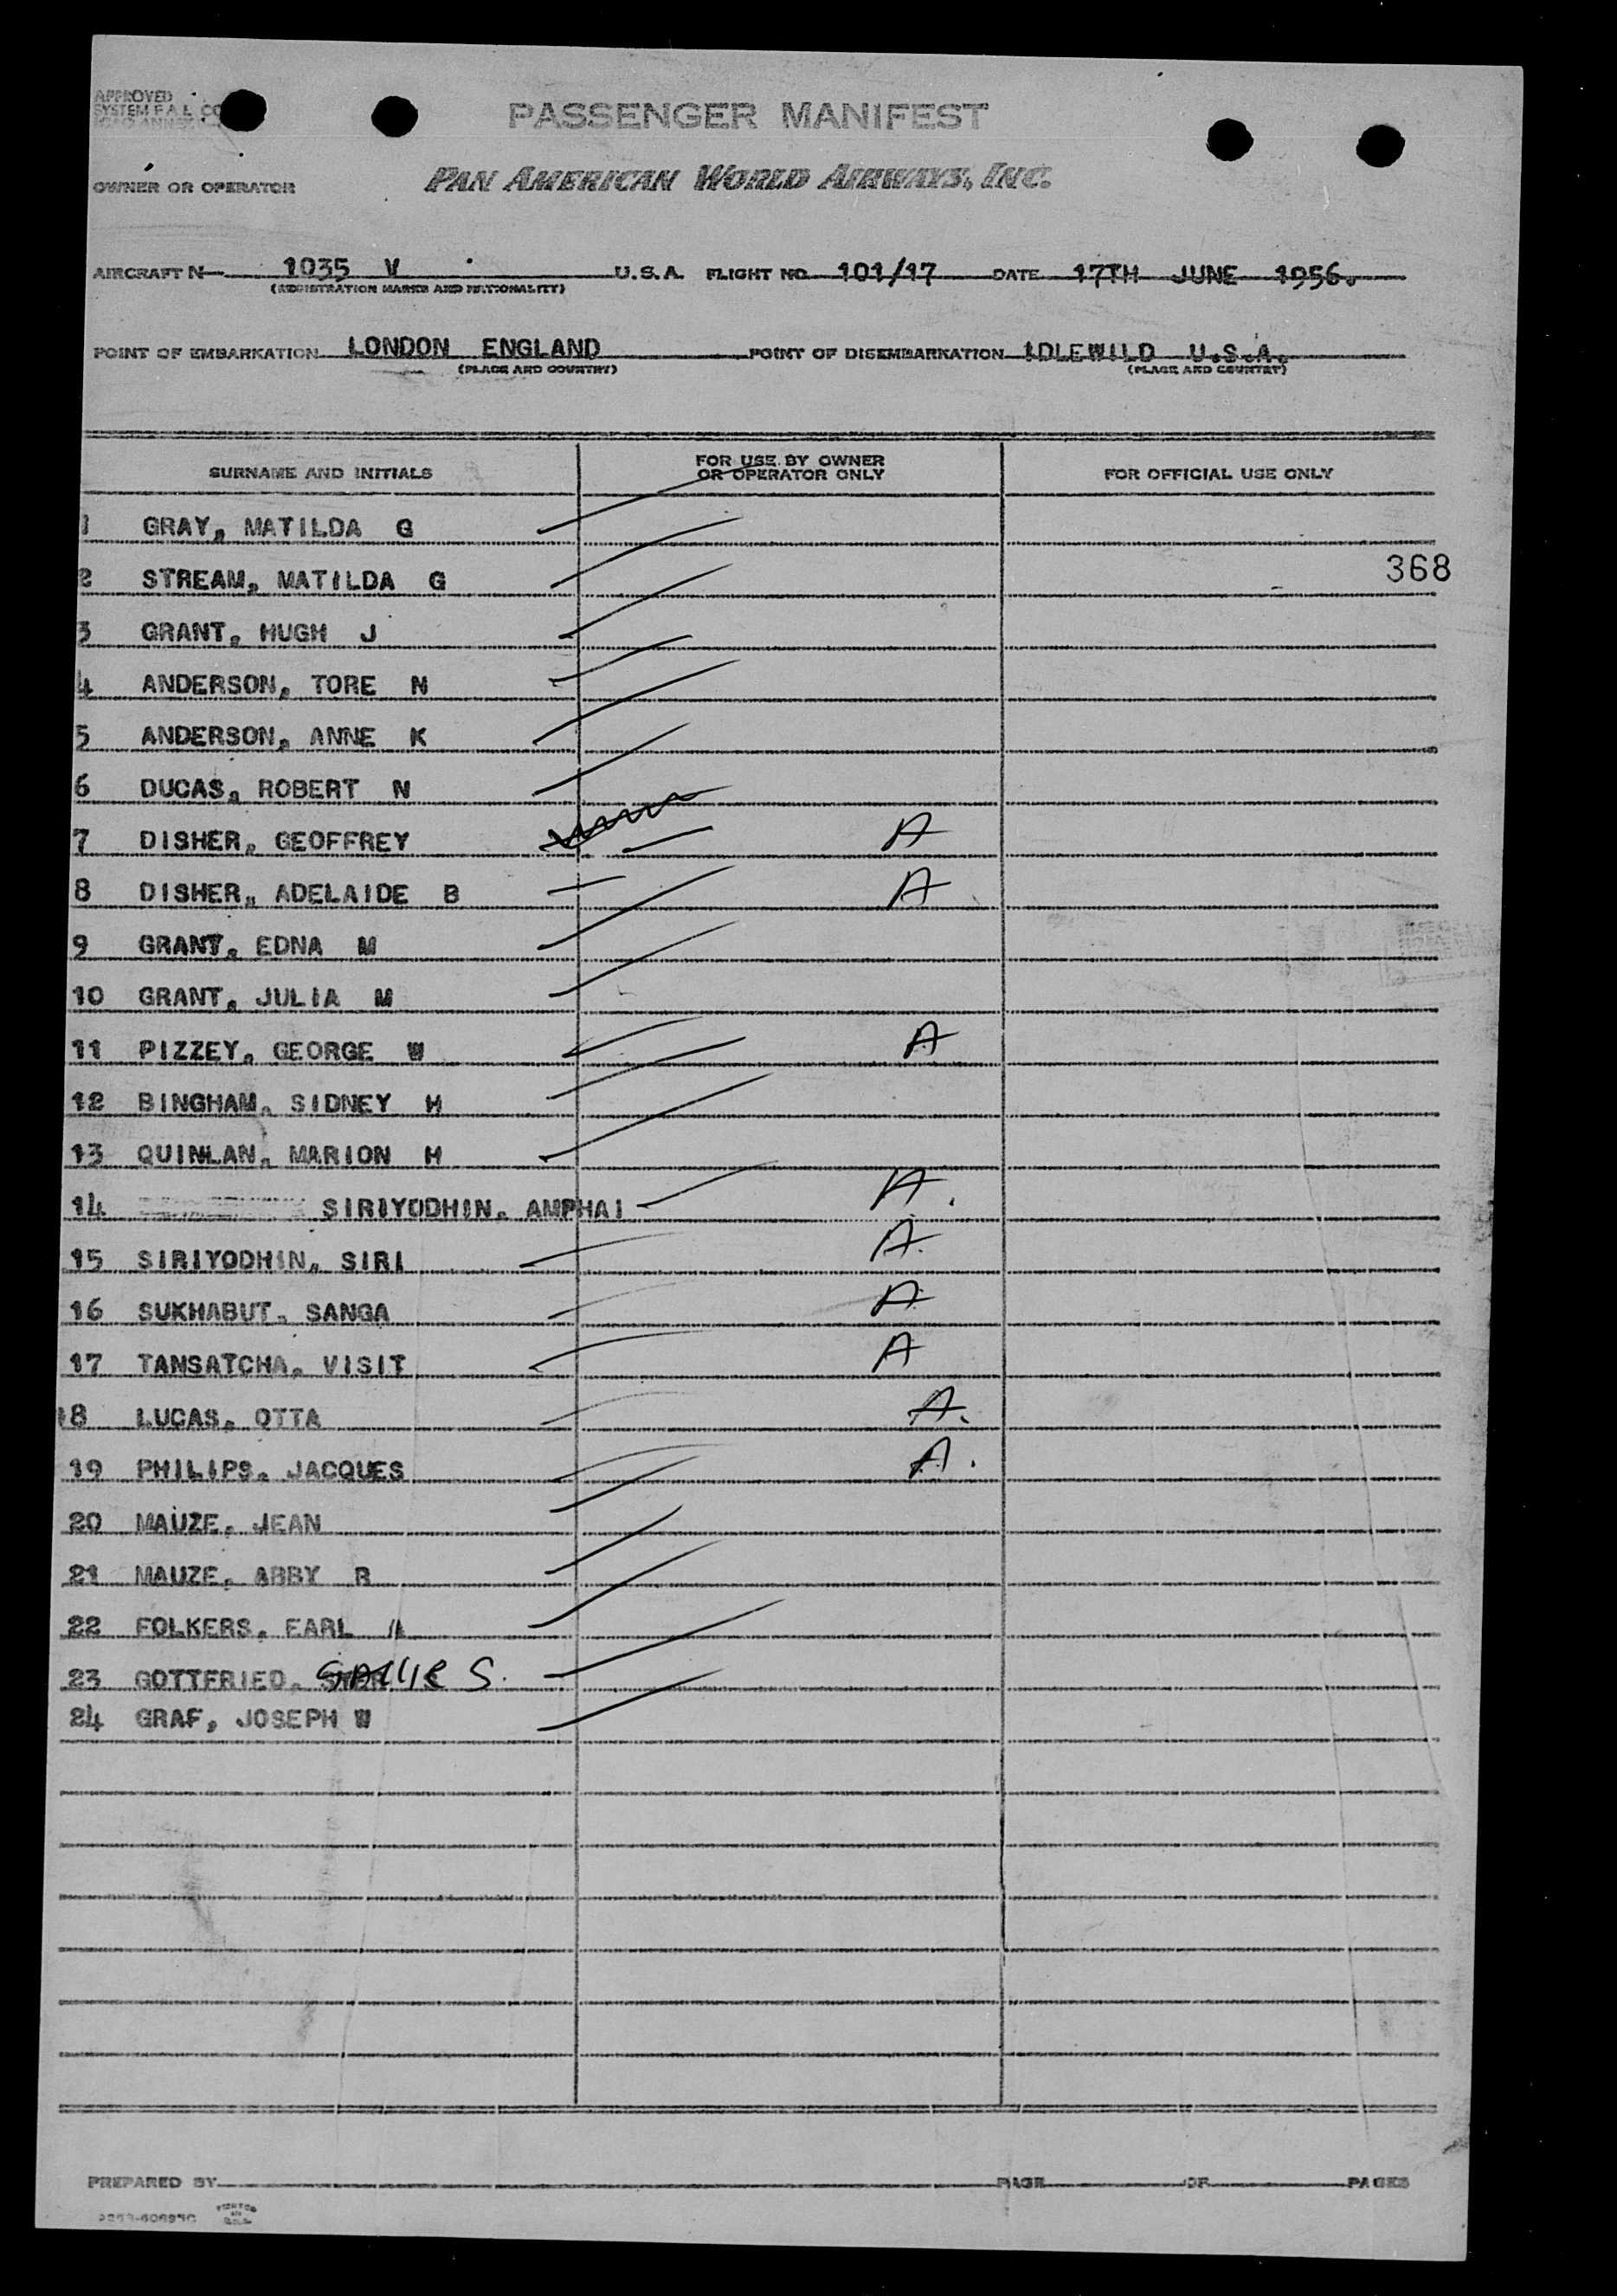 APPROVED
SYSTEM F.A.L. CO
PASSENGER MANIFEST
OWNER OR OPERATOR PAN AMERICAN WORLD AIRWAYS, INC.
AIRCRAFT N 1035 V U.S.A. FLIGHT NO. 101/17 DATE 17TH JUNE 1956.
(REGISTRATION MARKS AND NATIONALITY)
POINT OF EMBARKATION LONDON ENGLAND POINT OF DISEMBARKATION IDLEWILD U.S.A.
(PLACE AND COUNTRY) (PLACE AND COUNTRY)
SURNAME AND INITIALS FOR USE BY OWNER OR OPERATOR ONLY FOR OFFICIAL USE ONLY
1 GRAY, MATILDA G
368
2 STREAM, MATILDA G
3 GRANT, HUGH J
4 ANDERSON, TORE N
5 ANDERSON, ANNE K
6 DUCAS, ROBERT N
7 DISHER, GEOFFREY A
8 DISHER, ADELAIDE B A
9 GRANT, EDNA M
10 GRANT, JULIA M
11 PIZZEY, GEORGE W A
12 BINGHAM, SIDNEY H
13 QUINLAN, MARION H
14 SIRIYODHIN, AMPHAI A.
15 SIRIYODHIN, SIRI A.
16 SUKHABUT, SANGA A
17 TANSATCHA, VISIT A
18 LUCAS, OTTA A.
19 PHILIPS, JACQUES A.
20 MAUZE, JEAN
21 MAUZE, ABBY R
22 FOLKERS, EARL
23 GOTTFRIED, SALLIE S.
24 GRAF, JOSEPH W
PREPARED BY PAGE OF PAGES